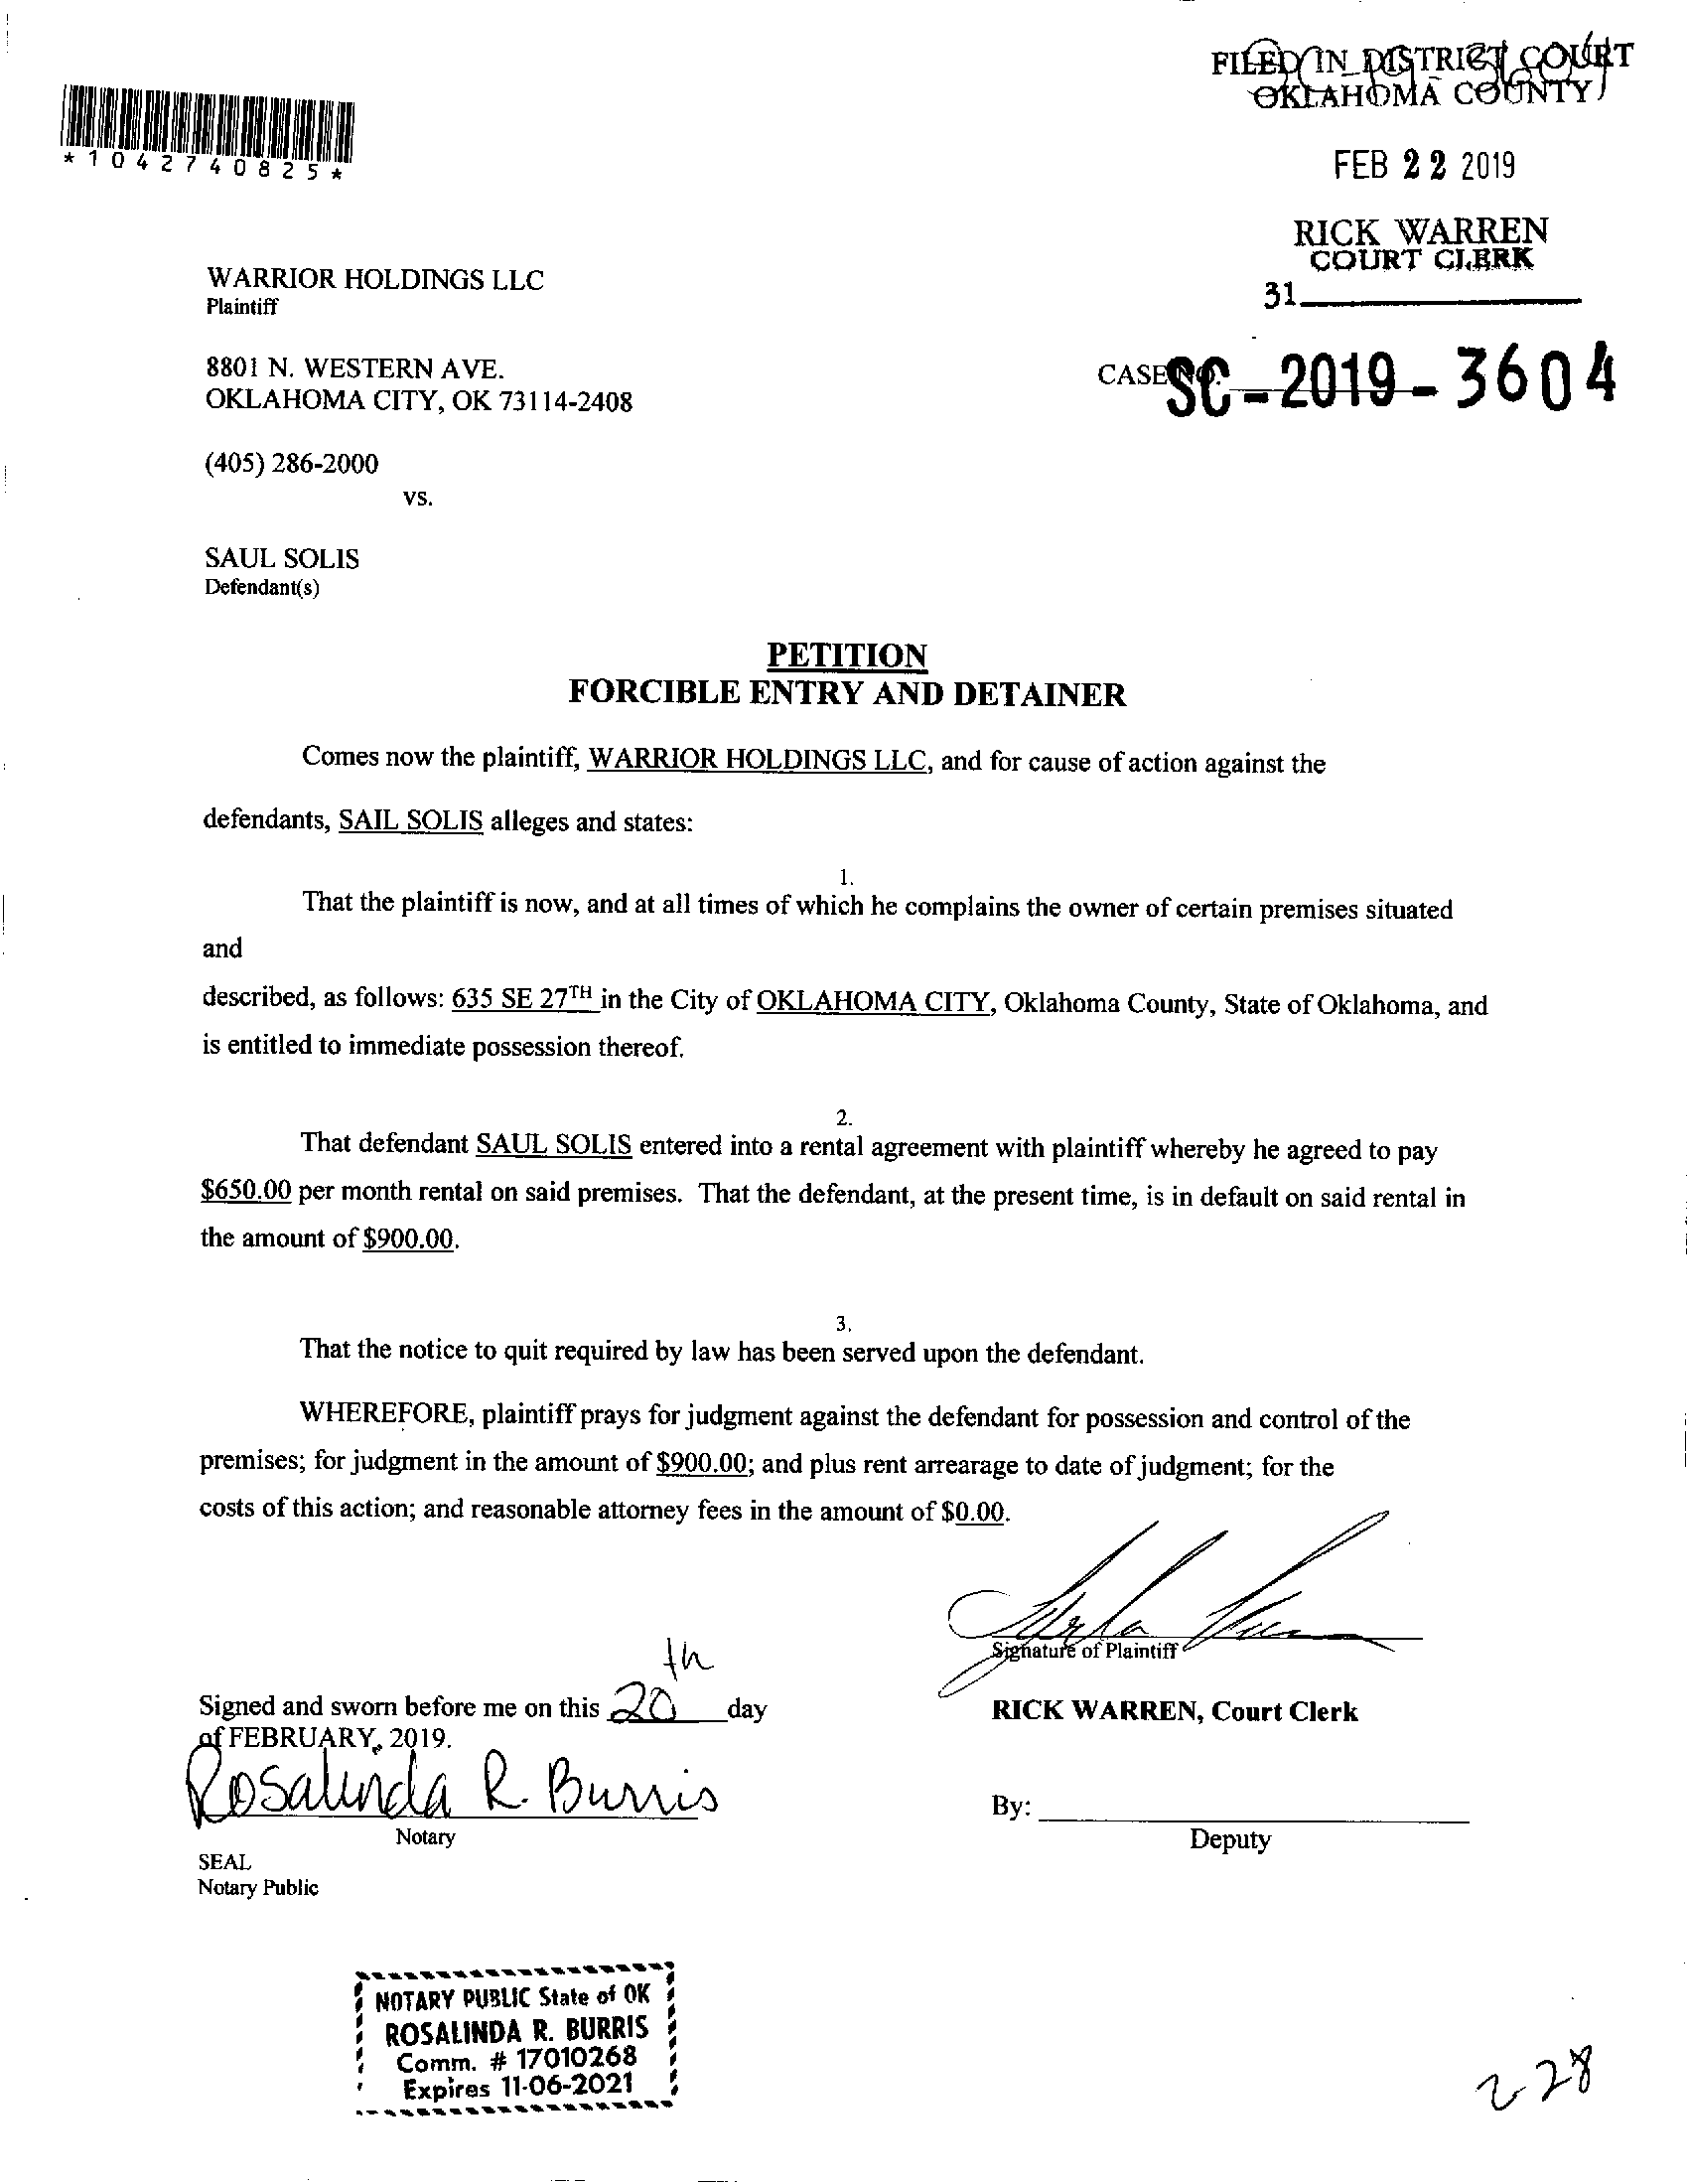 FILED IN DISTRICT COURT
OKLAHOMA COUNTY
*1042740825*
FEB 22 2019
RICK WARREN
COURT CLERK
31
WARRIOR HOLDINGS LLC
Plaintiff
8801 N. WESTERN AVE.
OKLAHOMA CITY, OK 73114-2408
CASE NO. SC-2019-3604
(405) 286-2000
vs.
SAUL SOLIS
Defendant(s)
PETITION
FORCIBLE ENTRY AND DETAINER
Comes now the plaintiff, WARRIOR HOLDINGS LLC, and for cause of action against the
defendants, SAIL SOLIS alleges and states:
1.
That the plaintiff is now, and at all times of which he complains the owner of certain premises situated
and
described, as follows: 635 SE 27TH in the City of OKLAHOMA CITY, Oklahoma County, State of Oklahoma, and
is entitled to immediate possession thereof.
2.
That defendant SAUL SOLIS entered into a rental agreement with plaintiff whereby he agreed to pay
$650.00 per month rental on said premises. That the defendant, at the present time, is in default on said rental in
the amount of $900.00.
3.
That the notice to quit required by law has been served upon the defendant.
WHEREFORE, plaintiff prays for judgment against the defendant for possession and control of the
premises; for judgment in the amount of $900.00; and plus rent arrearage to date of judgment; for the
costs of this action; and reasonable attorney fees in the amount of $0.00.
Signature of Plaintiff
Signed and sworn before me on this 20th day
of FEBRUARY, 2019.
RICK WARREN, Court Clerk
Rosalinda R. Burris
Notary
By:
Deputy
SEAL
Notary Public
NOTARY PUBLIC State of OK
ROSALINDA R. BURRIS
Comm. # 17010268
Expires 11-06-2021
228